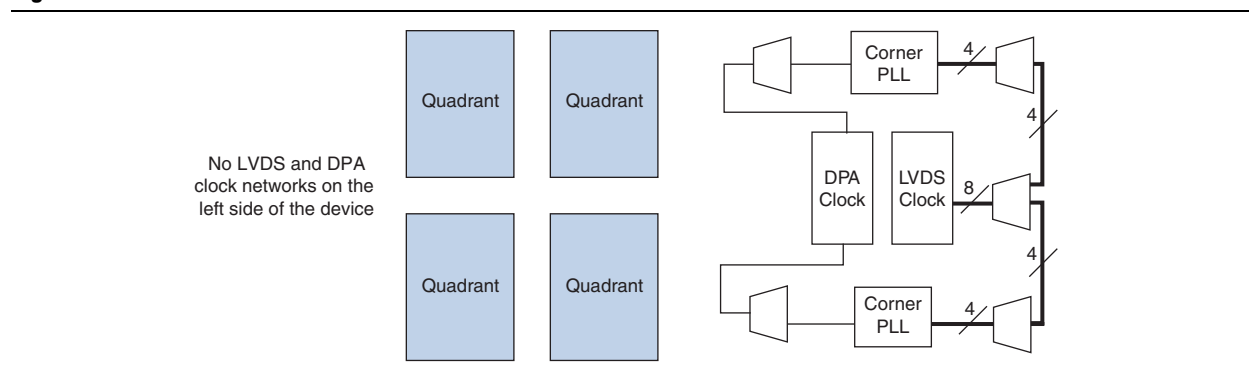 Quadrant
Quadrant
Corner
PLL
4
4
No LVDS and DPA
clock networks on the
left side of the device
DPA
Clock
LVDS
Clock
8
4
Quadrant
Quadrant
Corner
PLL
4